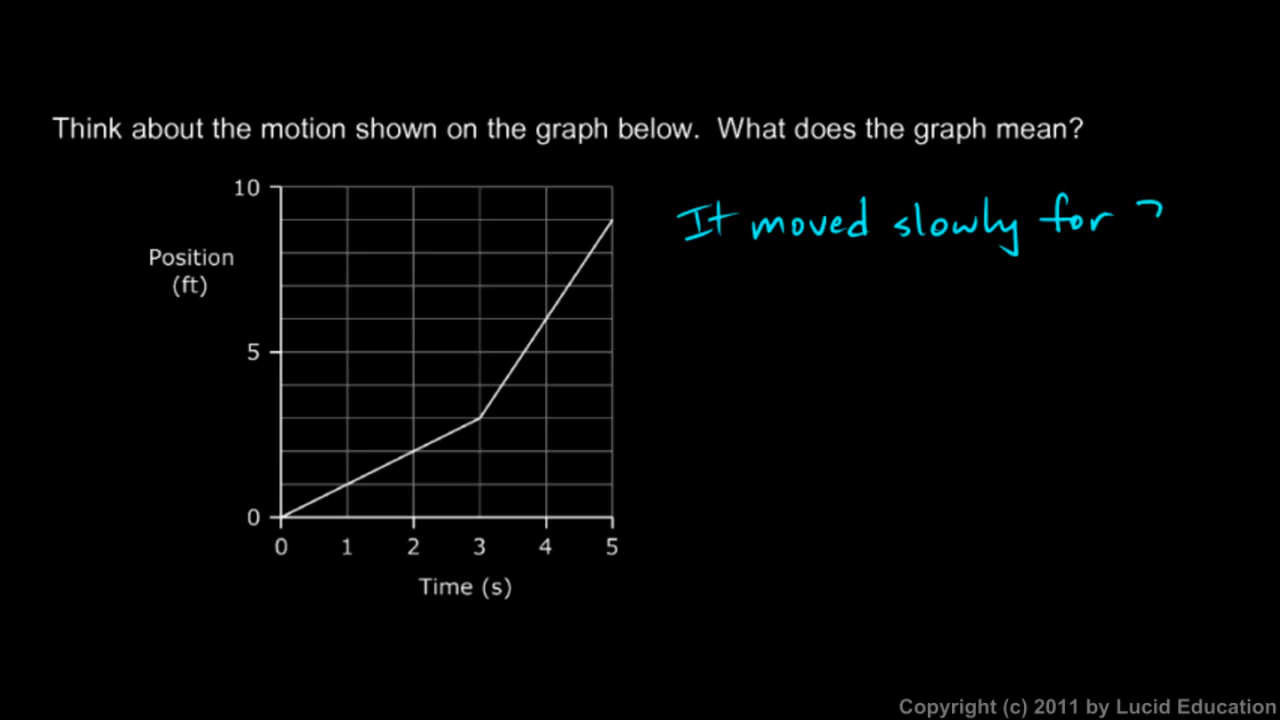 Think about the motion shown on the graph below. What does the graph mean?
10
Position
(ft)
5
0
0 1 2 3 4 5
Time (s)
It moved slowly for
Copyright (c) 2011 by Lucid Education